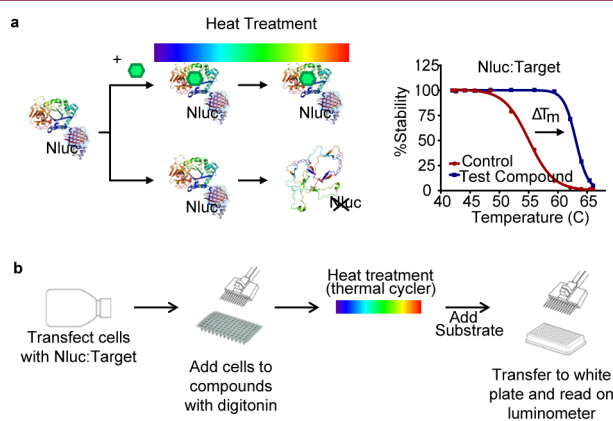 a
Heat Treatment
+
Nluc
Nluc
Nluc
Nluc
Nluc
Nluc:Target
125
100
75
50
25
0
%Stability
ΔTm
Control
Test Compound
40 45 50 55 60 65
Temperature (C)
b
Transfect cells
with Nluc:Target
Add cells to
compounds
with digitonin
Heat treatment
(thermal cycler)
Add
Substrate
Transfer to white
plate and read on
luminometer